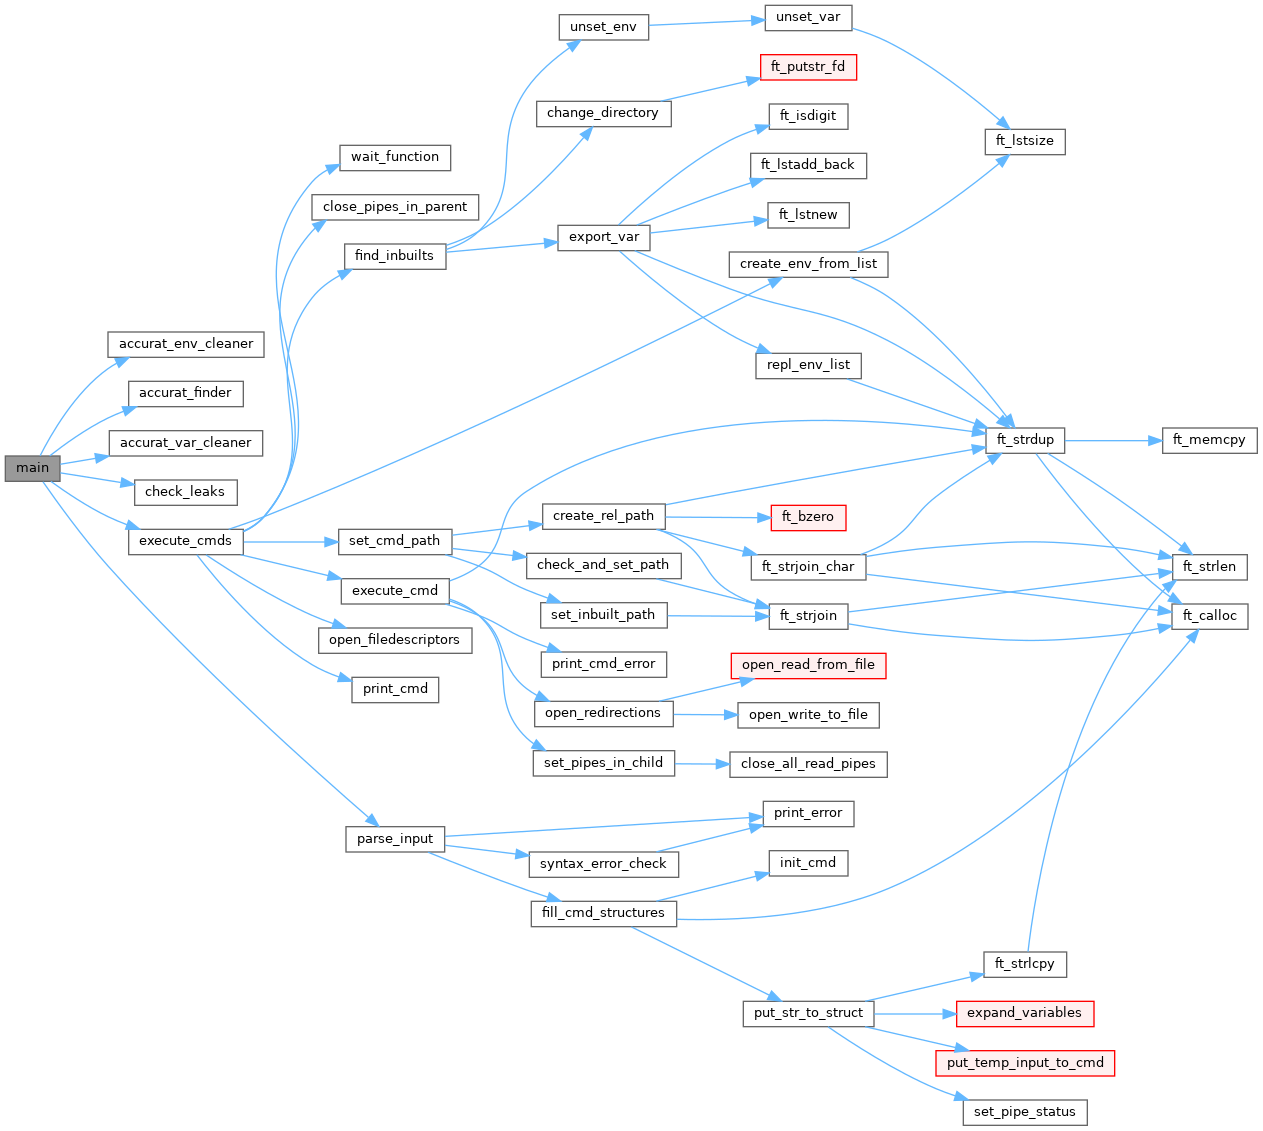 unset_env
unset_var
ft_putstr_fd
change_directory
ft_isdigit
ft_lstsize
wait_function
ft_lstadd_back
close_pipes_in_parent
ft_lstnew
export_var
find_inbuilts
create_env_from_list
accurat_env_cleaner
repl_env_list
accurat_finder
accurat_var_cleaner
ft_strdup
ft_memcpy
main
check_leaks
create_rel_path
ft_bzero
execute_cmds
set_cmd_path
check_and_set_path
ft_strjoin_char
ft_strlen
execute_cmd
set_inbuilt_path
ft_strjoin
ft_calloc
open_filedescriptors
print_cmd_error
open_read_from_file
print_cmd
open_redirections
open_write_to_file
set_pipes_in_child
close_all_read_pipes
print_error
parse_input
syntax_error_check
init_cmd
fill_cmd_structures
ft_strlcpy
put_str_to_struct
expand_variables
put_temp_input_to_cmd
set_pipe_status